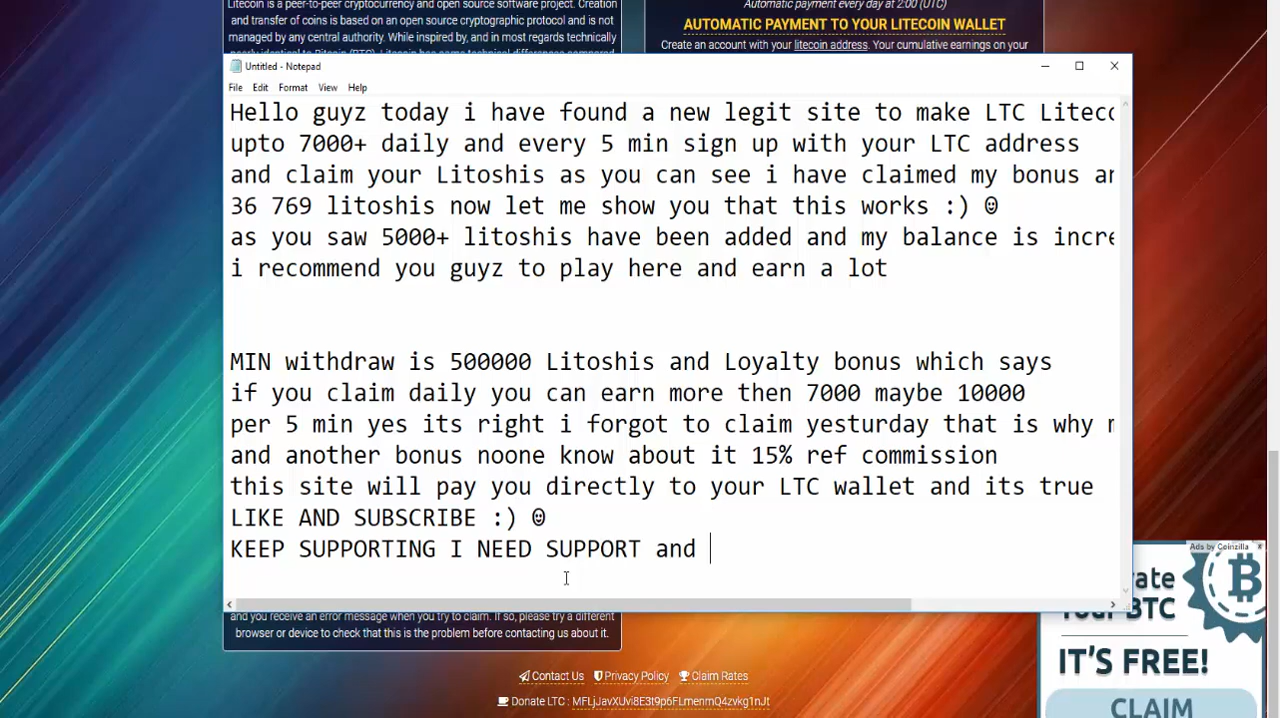 Litecoin is a peer-to-peer cryptocurrency and open source software project. Creation
and transfer of coins is based on an open source cryptographic protocol and is not
managed by any central authority. While inspired by, and in most regards technically
Automatic payment every day at 2:00 (UTC)
AUTOMATIC PAYMENT TO YOUR LITECOIN WALLET
Create an account with your litecoin address. Your cumulative earnings on your
Untitled - Notepad
File Edit Format View Help
Hello guyz today i have found a new legit site to make LTC Liteco
upto 7000+ daily and every 5 min sign up with your LTC address
and claim your Litoshis as you can see i have claimed my bonus an
36 769 litoshis now let me show you that this works :) ☺
as you saw 5000+ litoshis have been added and my balance is incre
i recommend you guyz to play here and earn a lot
MIN withdraw is 500000 Litoshis and Loyalty bonus which says
if you claim daily you can earn more then 7000 maybe 10000
per 5 min yes its right i forgot to claim yesturday that is why
and another bonus noone know about it 15% ref commission
this site will pay you directly to your LTC wallet and its true
LIKE AND SUBSCRIBE :) ☺
KEEP SUPPORTING I NEED SUPPORT and
and you receive an error message when you try to claim. If so, please try a different
browser or device to check that this is the problem before contacting us about it.
Contact Us Privacy Policy Claim Rates
Donate LTC : MFLjJavXUvi8E3t9p6FLmenmQ4zvkg1nJt
Ads by Coinzilla
BTC
IT'S FREE!
CLAIM